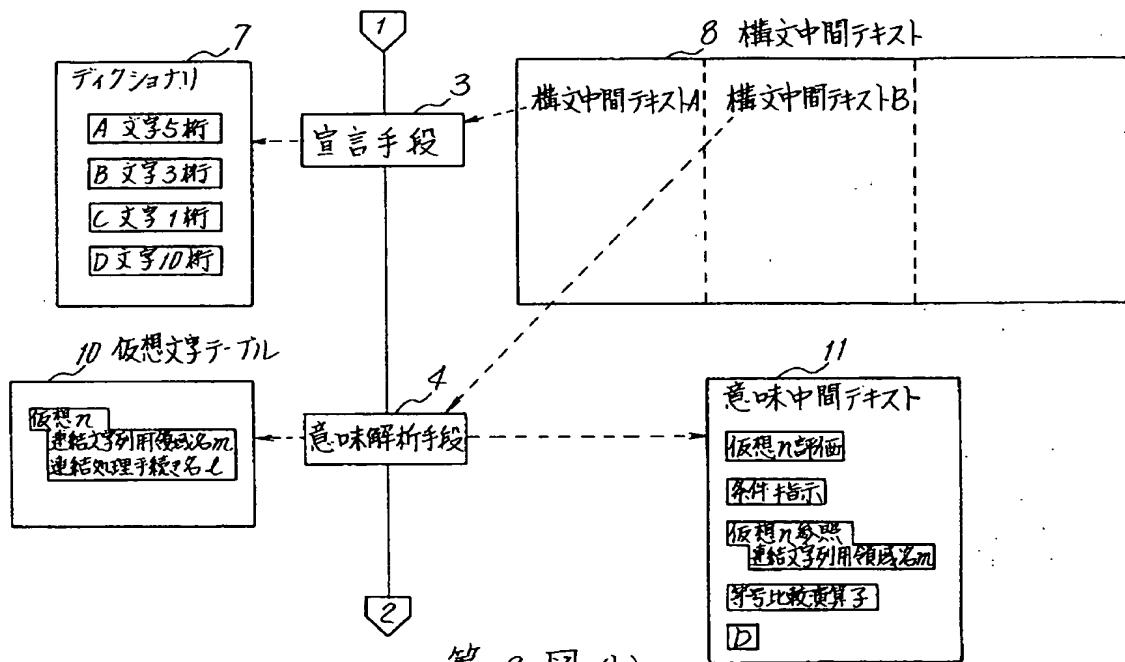 1
7
ディクショナリ
A 文字5桁
B 文字3桁
C 文字1桁
D 文字10桁
3
宣言手段
8 構文中間テキスト
構文中間テキストA
構文中間テキストB
10 仮想文字テーブル
仮想n
連結文字列用領域名m
連結処理手続き名l
4
意味解析手段
11
意味中間テキスト
仮想n評価
条件指示
仮想n参照
連結文字列用領域名m
等号比較演算子
D
2
第2図